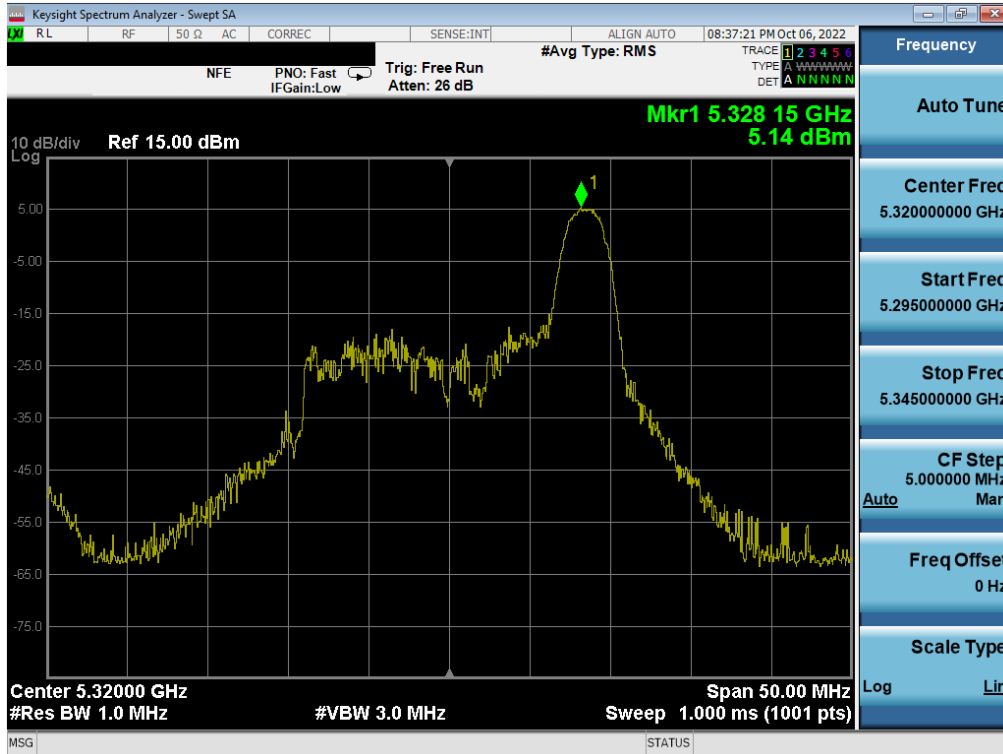 Keysight Spectrum Analyzer - Swept SA
LXI RL RF 50 Ω AC CORREC SENSE:INT ALIGN AUTO 08:37:21 PM Oct 06, 2022
#Avg Type: RMS TRACE 1 2 3 4 5 6
NFE PNO: Fast Trig: Free Run TYPE A WWWWW
IFGain:Low Atten: 26 dB DET A N N N N N
Mkr1 5.328 15 GHz
5.14 dBm
10 dB/div Ref 15.00 dBm
Log
1
5.00
-5.00
-15.0
-25.0
-35.0
-45.0
-55.0
-65.0
-75.0
Center 5.32000 GHz Span 50.00 MHz
#Res BW 1.0 MHz #VBW 3.0 MHz Sweep 1.000 ms (1001 pts)
MSG STATUS
Frequency
Auto Tune
Center Freq
5.320000000 GHz
Start Freq
5.295000000 GHz
Stop Freq
5.345000000 GHz
CF Step
5.000000 MHz
Auto Man
Freq Offset
0 Hz
Scale Type
Log Lin